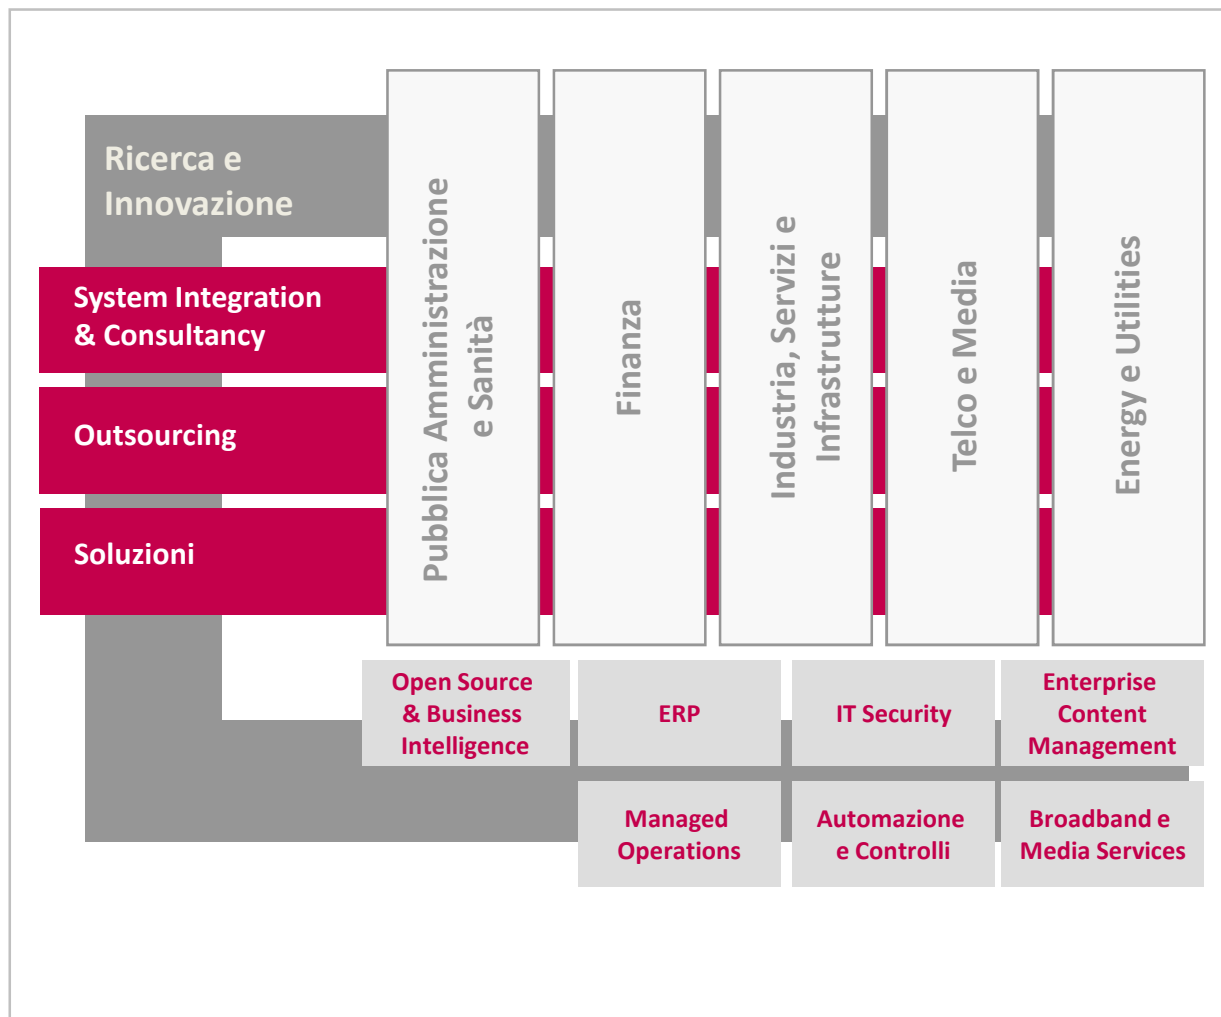 Ricerca e
Innovazione
System Integration
& Consultancy
Outsourcing
Soluzioni
Pubblica Amministrazione
e Sanità
Finanza
Industria, Servizi e
Infrastrutture
Telco e Media
Energy e Utilities
Open Source
& Business
Intelligence
ERP
IT Security
Enterprise
Content
Management
Managed
Operations
Automazione
e Controlli
Broadband e
Media Services